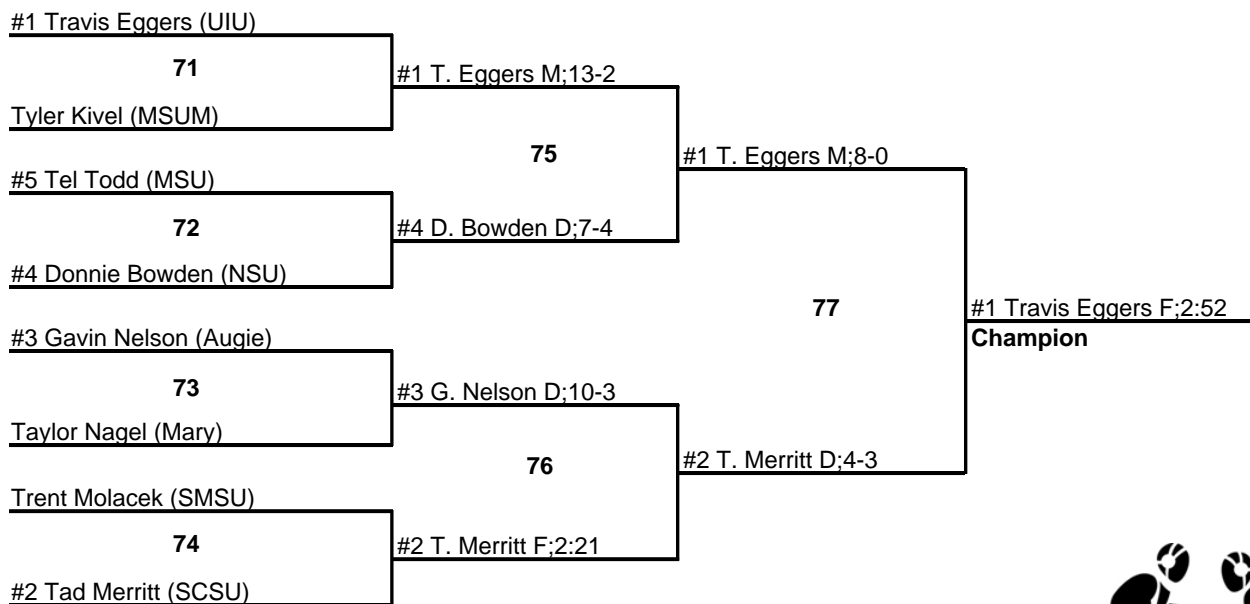 #1 Travis Eggers (UIU)
71
#1 T. Eggers M;13-2
Tyler Kivel (MSUM)
75
#1 T. Eggers M;8-0
#5 Tel Todd (MSU)
72
#4 D. Bowden D;7-4
#4 Donnie Bowden (NSU)
77
#1 Travis Eggers F;2:52
Champion
#3 Gavin Nelson (Augie)
73
#3 G. Nelson D;10-3
Taylor Nagel (Mary)
76
#2 T. Merritt D;4-3
Trent Molacek (SMSU)
74
#2 T. Merritt F;2:21
#2 Tad Merritt (SCSU)